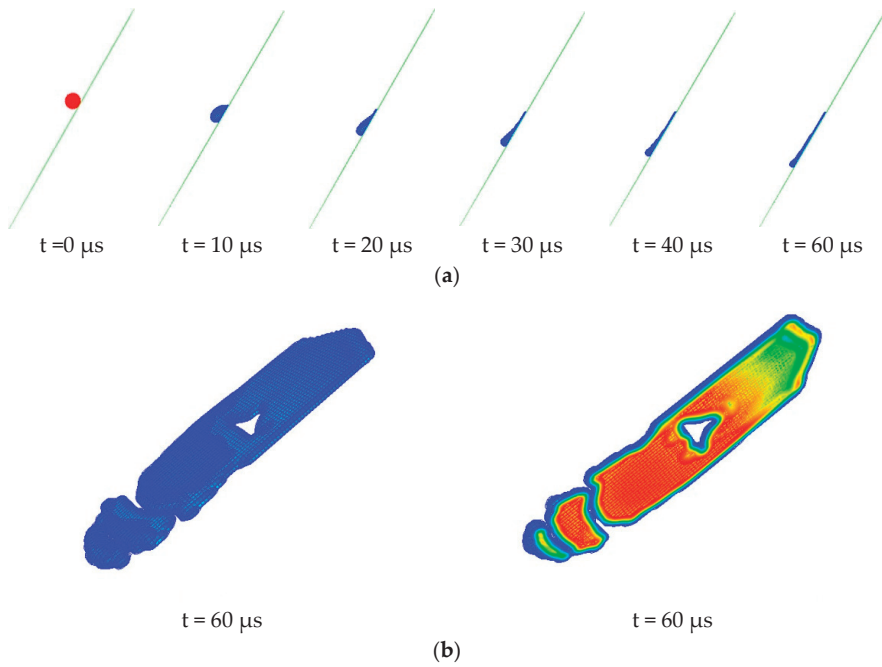 t =0 μs t = 10 μs t = 20 μs t = 30 μs t = 40 μs t = 60 μs
(a)
t = 60 μs t = 60 μs
(b)